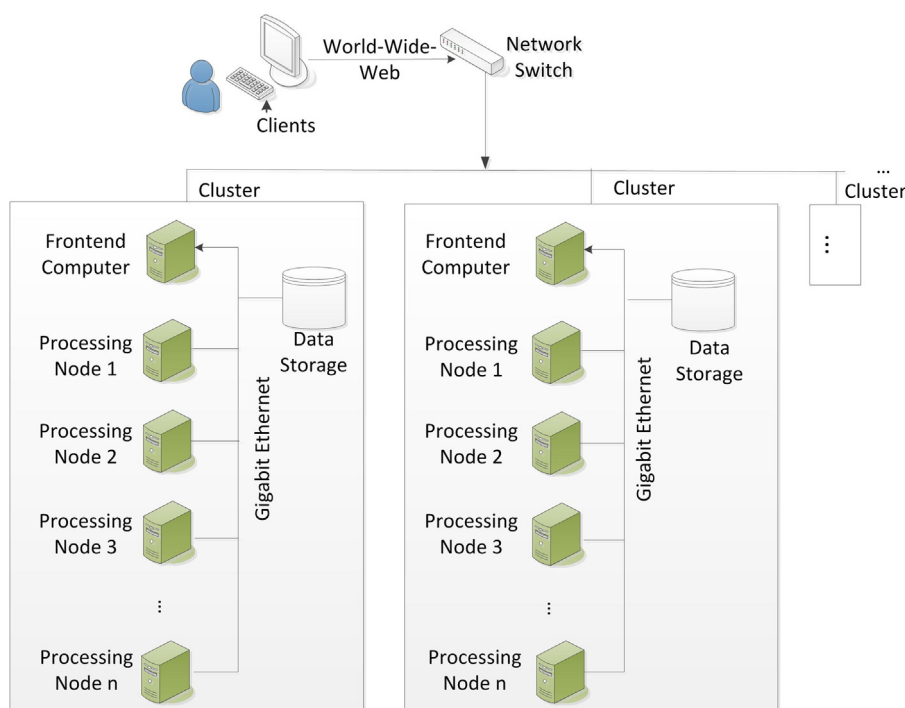 World-Wide-
Web
Network
Switch
Clients
...
Cluster
Cluster
Cluster
Frontend
Computer
Data
Storage
Processing
Node 1
Processing
Node 2
Processing
Node 3
...
Processing
Node n
Gigabit Ethernet
Frontend
Computer
Data
Storage
Processing
Node 1
Processing
Node 2
Processing
Node 3
...
Processing
Node n
Gigabit Ethernet
...